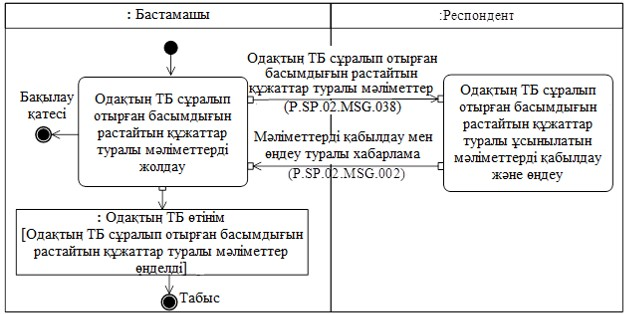 : Бастамашы
:Респондент
Одақтың ТБ сұралып отырған
басымдығын растайтын
құжаттар туралы мәліметтер
(P.SP.02.MSG.038)
Бақылау
қатесі
Одақтың ТБ сұралып
отырған басымдығын
растайтын құжаттар
туралы мәліметтерді
жолдау
Мәліметтерді қабылдау мен
өңдеу туралы хабарлама
(P.SP.02.MSG.002)
Одақтың ТБ сұралып
отырған басымдығын
растайтын құжаттар
туралы ұсынылатын
мәліметтерді қабылдау
және өңдеу
: Одақтың ТБ өтінім
[Одақтың ТБ сұралып отырған басымдығын
растайтын құжаттар туралы мәліметтер
өңделді]
Табыс